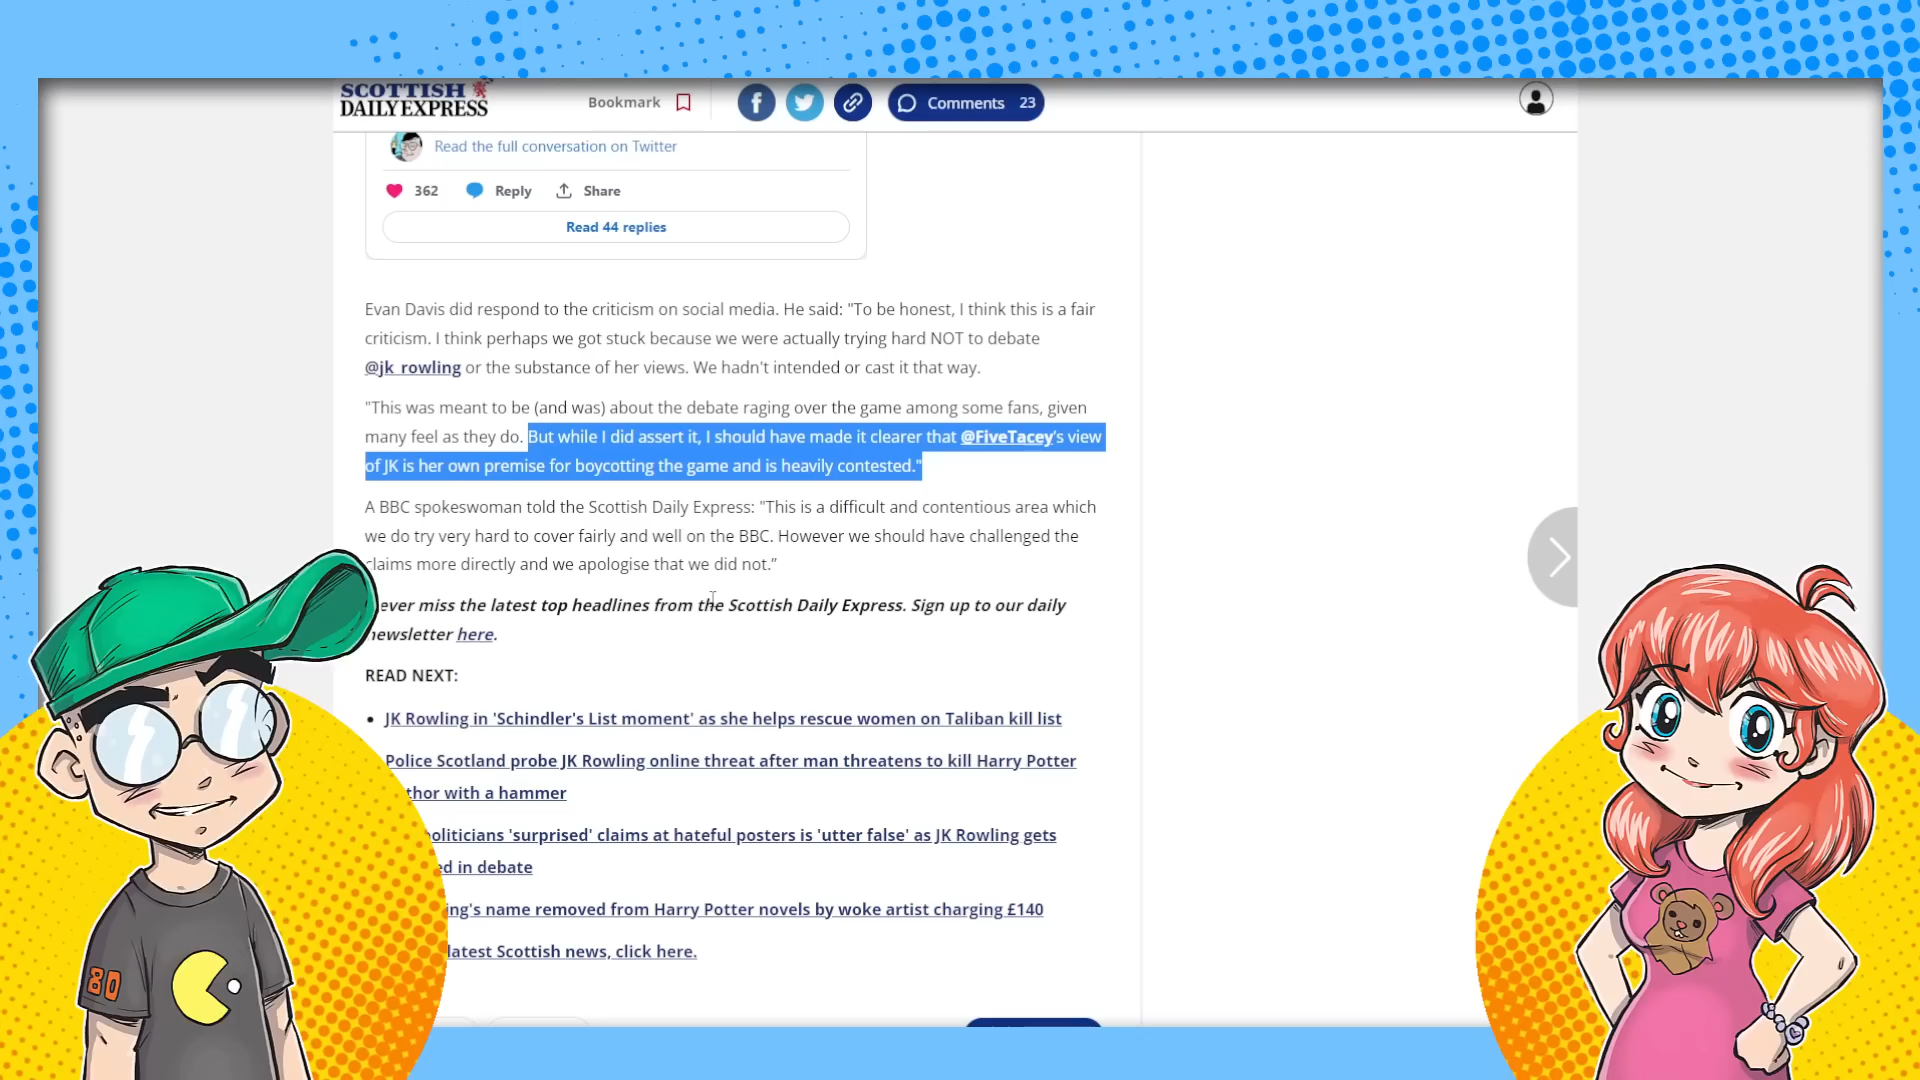 SCOTTISH
DAILY EXPRESS
Bookmark
Comments 23
Read the full conversation on Twitter
362 Reply Share
Read 44 replies
Evan Davis did respond to the criticism on social media. He said: "To be honest, I think this is a fair
criticism. I think perhaps we got stuck because we were actually trying hard NOT to debate
@jk_rowling or the substance of her views. We hadn't intended or cast it that way.
"This was meant to be (and was) about the debate raging over the game among some fans, given
many feel as they do. But while I did assert it, I should have made it clearer that @FiveTacey's view
of JK is her own premise for boycotting the game and is heavily contested."
A BBC spokeswoman told the Scottish Daily Express: "This is a difficult and contentious area which
we do try very hard to cover fairly and well on the BBC. However we should have challenged the
claims more directly and we apologise that we did not.”
ever miss the latest top headlines from the Scottish Daily Express. Sign up to our daily
newsletter here.
READ NEXT:
JK Rowling in 'Schindler's List moment' as she helps rescue women on Taliban kill list
Police Scotland probe JK Rowling online threat after man threatens to kill Harry Potter
thor with a hammer
oliticians 'surprised' claims at hateful posters is 'utter false' as JK Rowling gets
ed in debate
ing's name removed from Harry Potter novels by woke artist charging £140
latest Scottish news, click here.
80